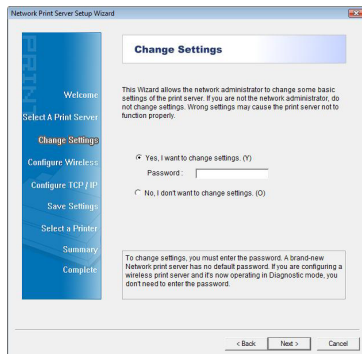 Network Print Server Setup Wizard
PRINT
Change Settings
Welcome
Select A Print Server
Change Settings
Configure Wireless
Configure TCP / IP
Save Settings
Select a Printer
Summary
Complete
This Wizard allows the network administrator to change some basic
settings of the print server. If you are not the network administrator, do
not change settings. Wrong settings may cause the print server not to
function properly.
Yes, I want to change settings. (Y)
Password :
No, I don't want to change settings. (O)
To change settings, you must enter the password. A brand-new
Network print server has no default password. If you are configuring a
wireless print server and it's now operating in Diagnostic mode, you
don't need to enter the password.
< Back
Next >
Cancel